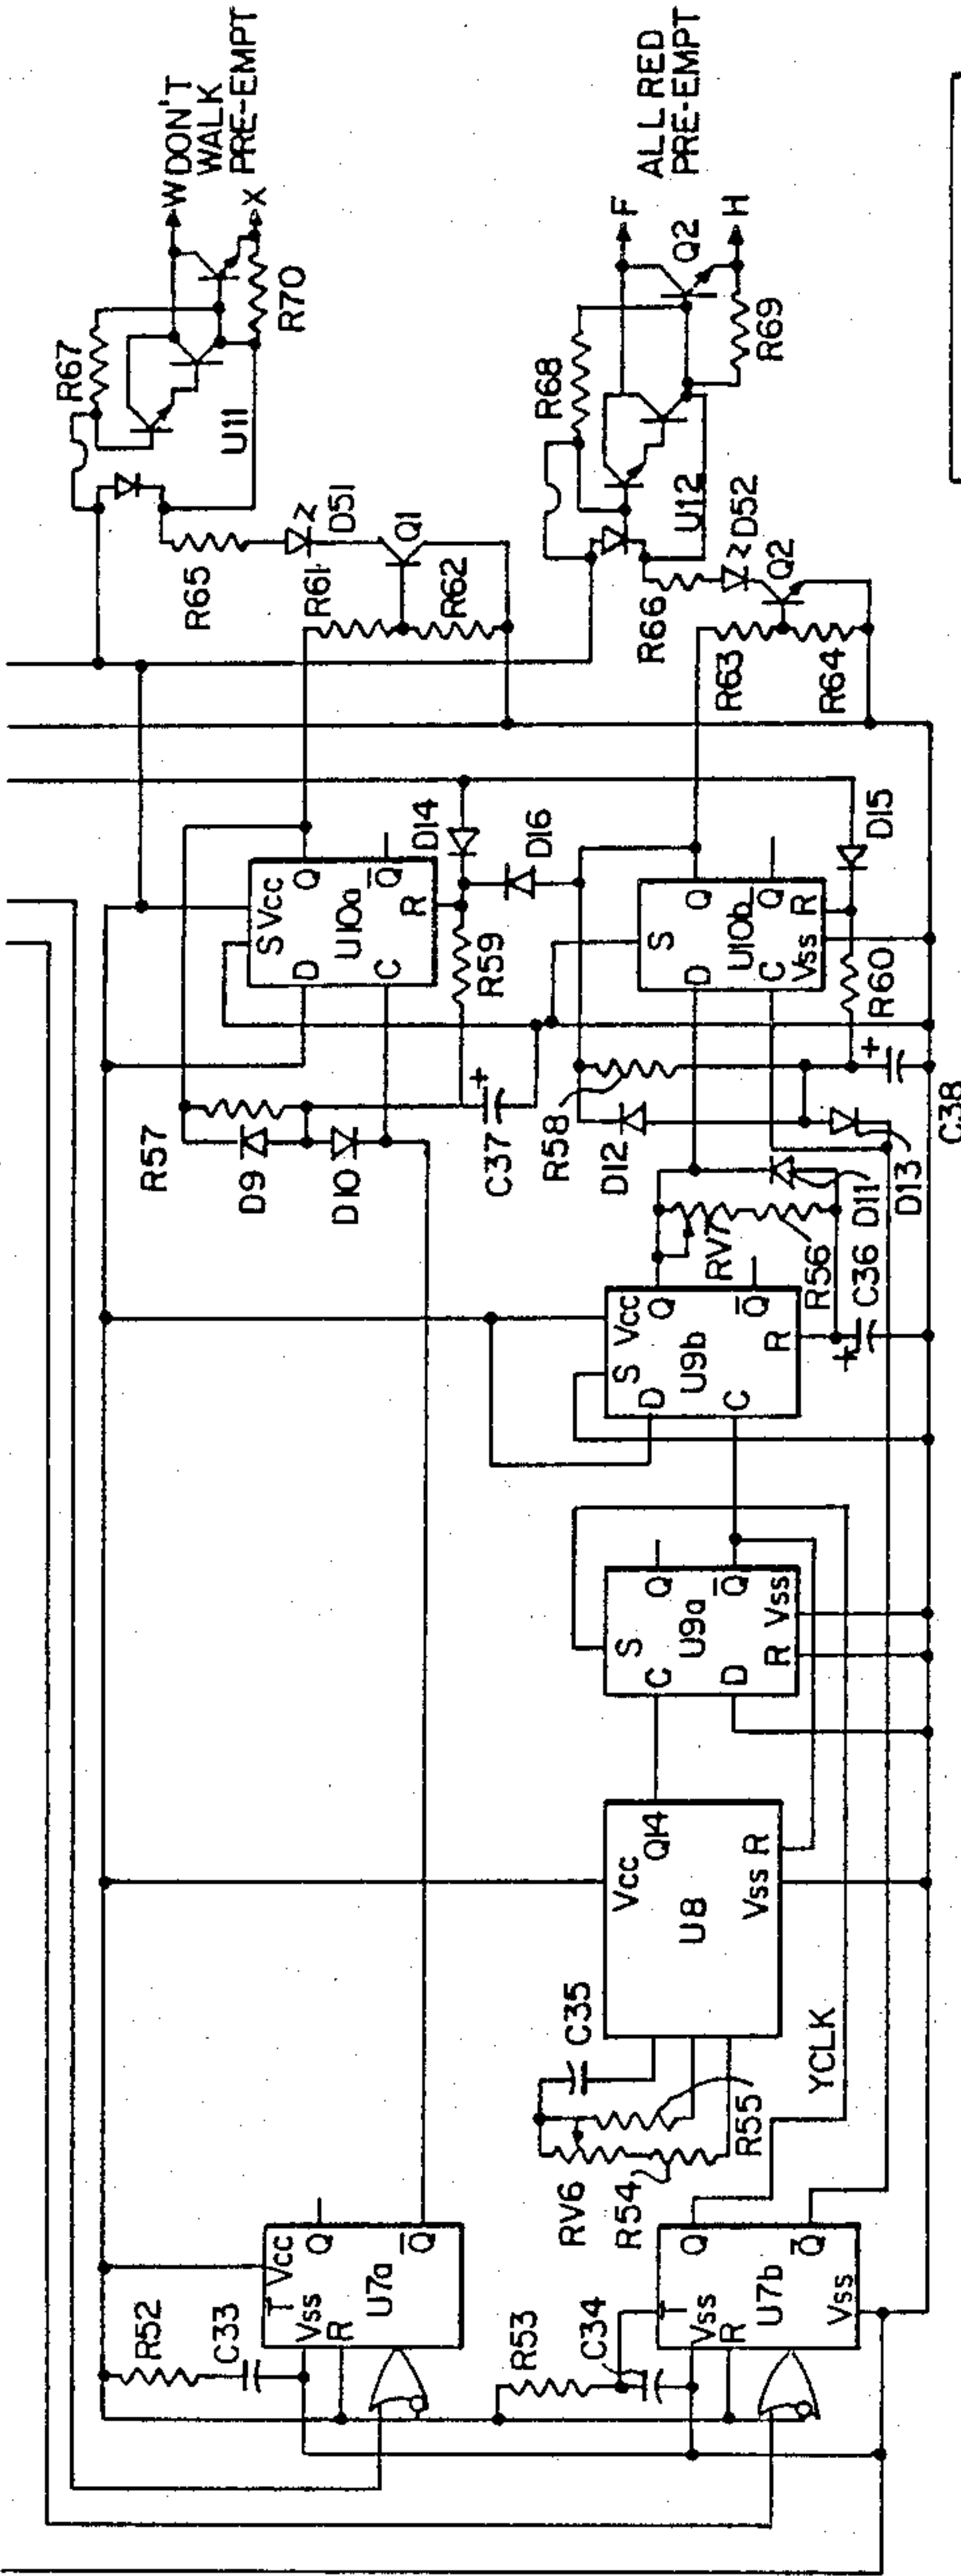 W DON'T
WALK
PRE-EMPT
X
R67
R70
U11
D51
R65
Q1
R61
R62
ALL RED
PRE-EMPT
F
H
Q2
R68
R69
U12
D52
R66
Q2
R63
R64
S Vcc
Q
D
U10a
Q
C
R
D14
D16
R59
S
D
Q
U10b
C
Q
Vss R
D15
R60
R57
D9
D10
C37
R58
D12
D11
D13
C38
RV7
R56
C36
S Vcc
D
Q
U9b
C
Q
R
S
C
Q
U9a
D
Q
R Vss
Vcc
Q14
U8
Vss R
C35
RV6
R54
R55
YCLK
R52
C33
T Vcc
Vss
Q
R
U7a
Q
R53
C34
T
Vss
Q
R
U7b
Q
Vss